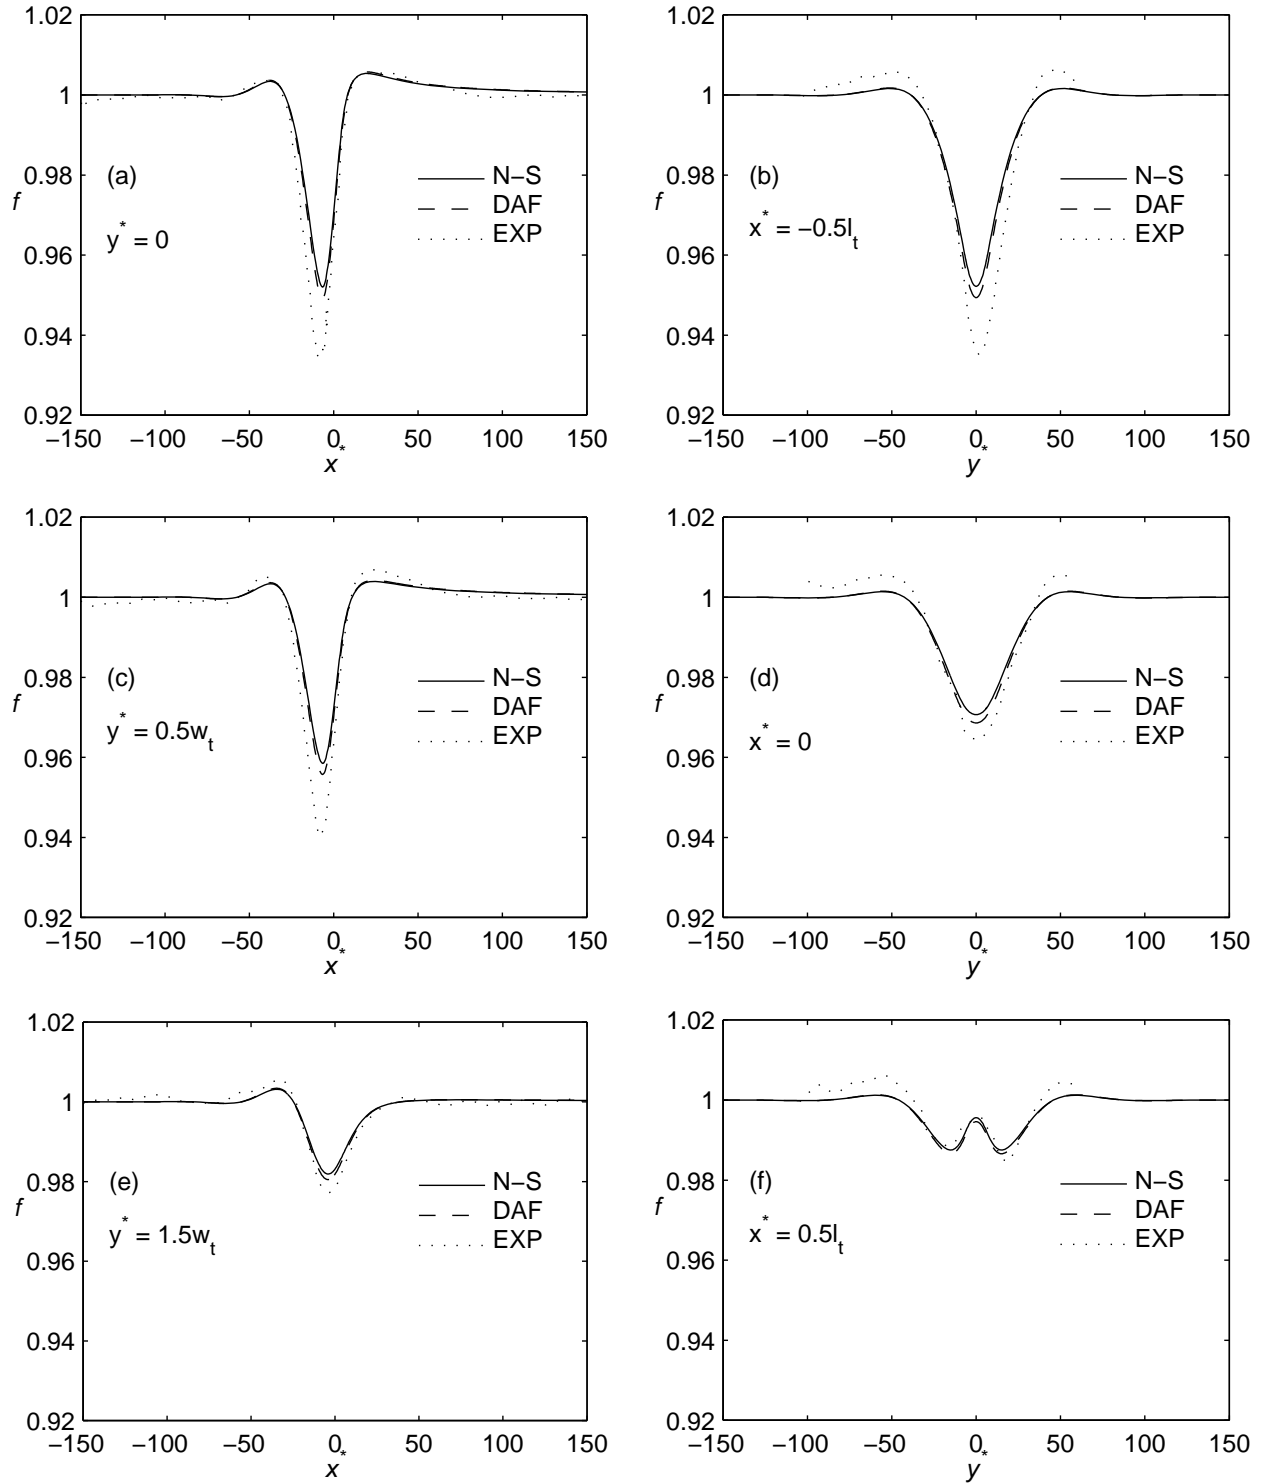 1.02
1
0.98
0.96
0.94
0.92
f
(a)
y* = 0
N−S
DAF
EXP
−150 −100 −50 0 50 100 150
x*
1.02
1
0.98
0.96
0.94
0.92
f
(b)
x* = −0.5l_t
N−S
DAF
EXP
−150 −100 −50 0 50 100 150
y*
1.02
1
0.98
0.96
0.94
0.92
f
(c)
y* = 0.5w_t
N−S
DAF
EXP
−150 −100 −50 0 50 100 150
x*
1.02
1
0.98
0.96
0.94
0.92
f
(d)
x* = 0
N−S
DAF
EXP
−150 −100 −50 0 50 100 150
y*
1.02
1
0.98
0.96
0.94
0.92
f
(e)
y* = 1.5w_t
N−S
DAF
EXP
−150 −100 −50 0 50 100 150
x*
1.02
1
0.98
0.96
0.94
0.92
f
(f)
x* = 0.5l_t
N−S
DAF
EXP
−150 −100 −50 0 50 100 150
y*